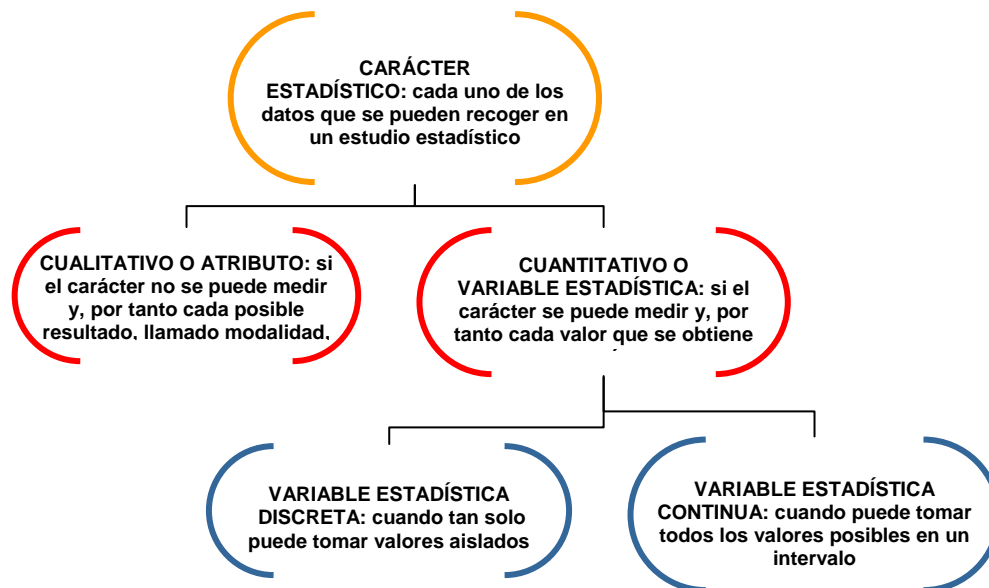 CARÁCTER
ESTADÍSTICO: cada uno de los
datos que se pueden recoger en
un estudio estadístico
CUALITATIVO O ATRIBUTO: si
el carácter no se puede medir
y, por tanto cada posible
resultado, llamado modalidad,
CUANTITATIVO O
VARIABLE ESTADÍSTICA: si el
carácter se puede medir y, por
tanto cada valor que se obtiene
VARIABLE ESTADÍSTICA
DISCRETA: cuando tan solo
puede tomar valores aislados
VARIABLE ESTADÍSTICA
CONTINUA: cuando puede tomar
todos los valores posibles en un
intervalo